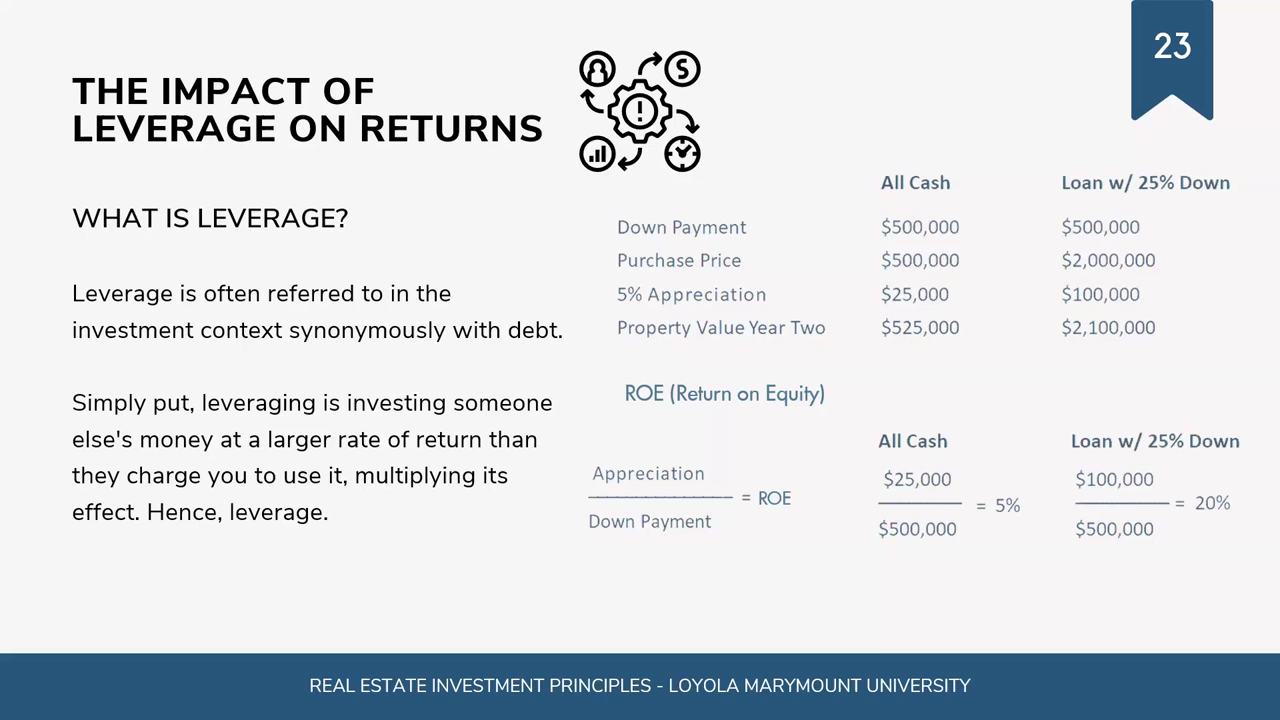 23
THE IMPACT OF
LEVERAGE ON RETURNS
WHAT IS LEVERAGE?
Leverage is often referred to in the
investment context synonymously with debt.
Simply put, leveraging is investing someone
else's money at a larger rate of return than
they charge you to use it, multiplying its
effect. Hence, leverage.
All Cash Loan w/ 25% Down
Down Payment $500,000 $500,000
Purchase Price $500,000 $2,000,000
5% Appreciation $25,000 $100,000
Property Value Year Two $525,000 $2,100,000
ROE (Return on Equity)
All Cash Loan w/ 25% Down
Appreciation $25,000 $100,000
= ROE = 5% = 20%
Down Payment $500,000 $500,000
REAL ESTATE INVESTMENT PRINCIPLES - LOYOLA MARYMOUNT UNIVERSITY